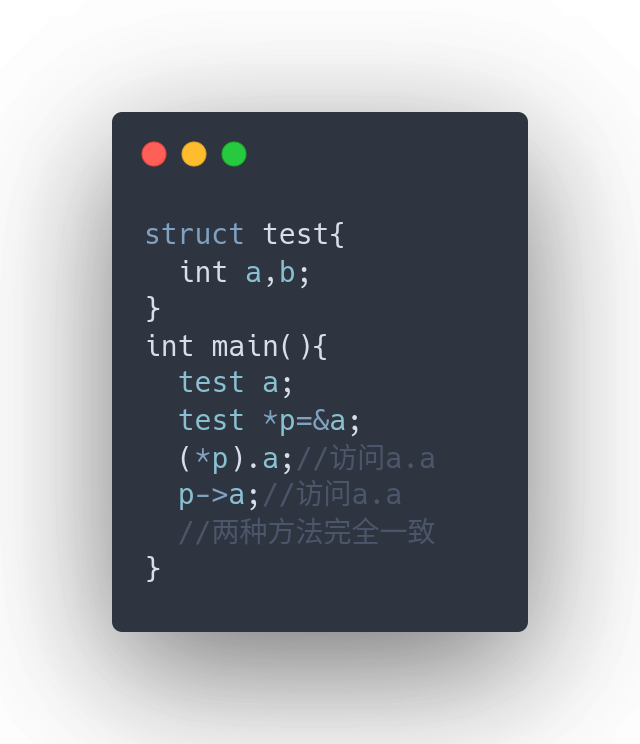 struct test{
  int a,b;
}
int main(){
  test a;
  test *p=&a;
  (*p).a;//访问a.a
  p->a;//访问a.a
  //两种方法完全一致
}